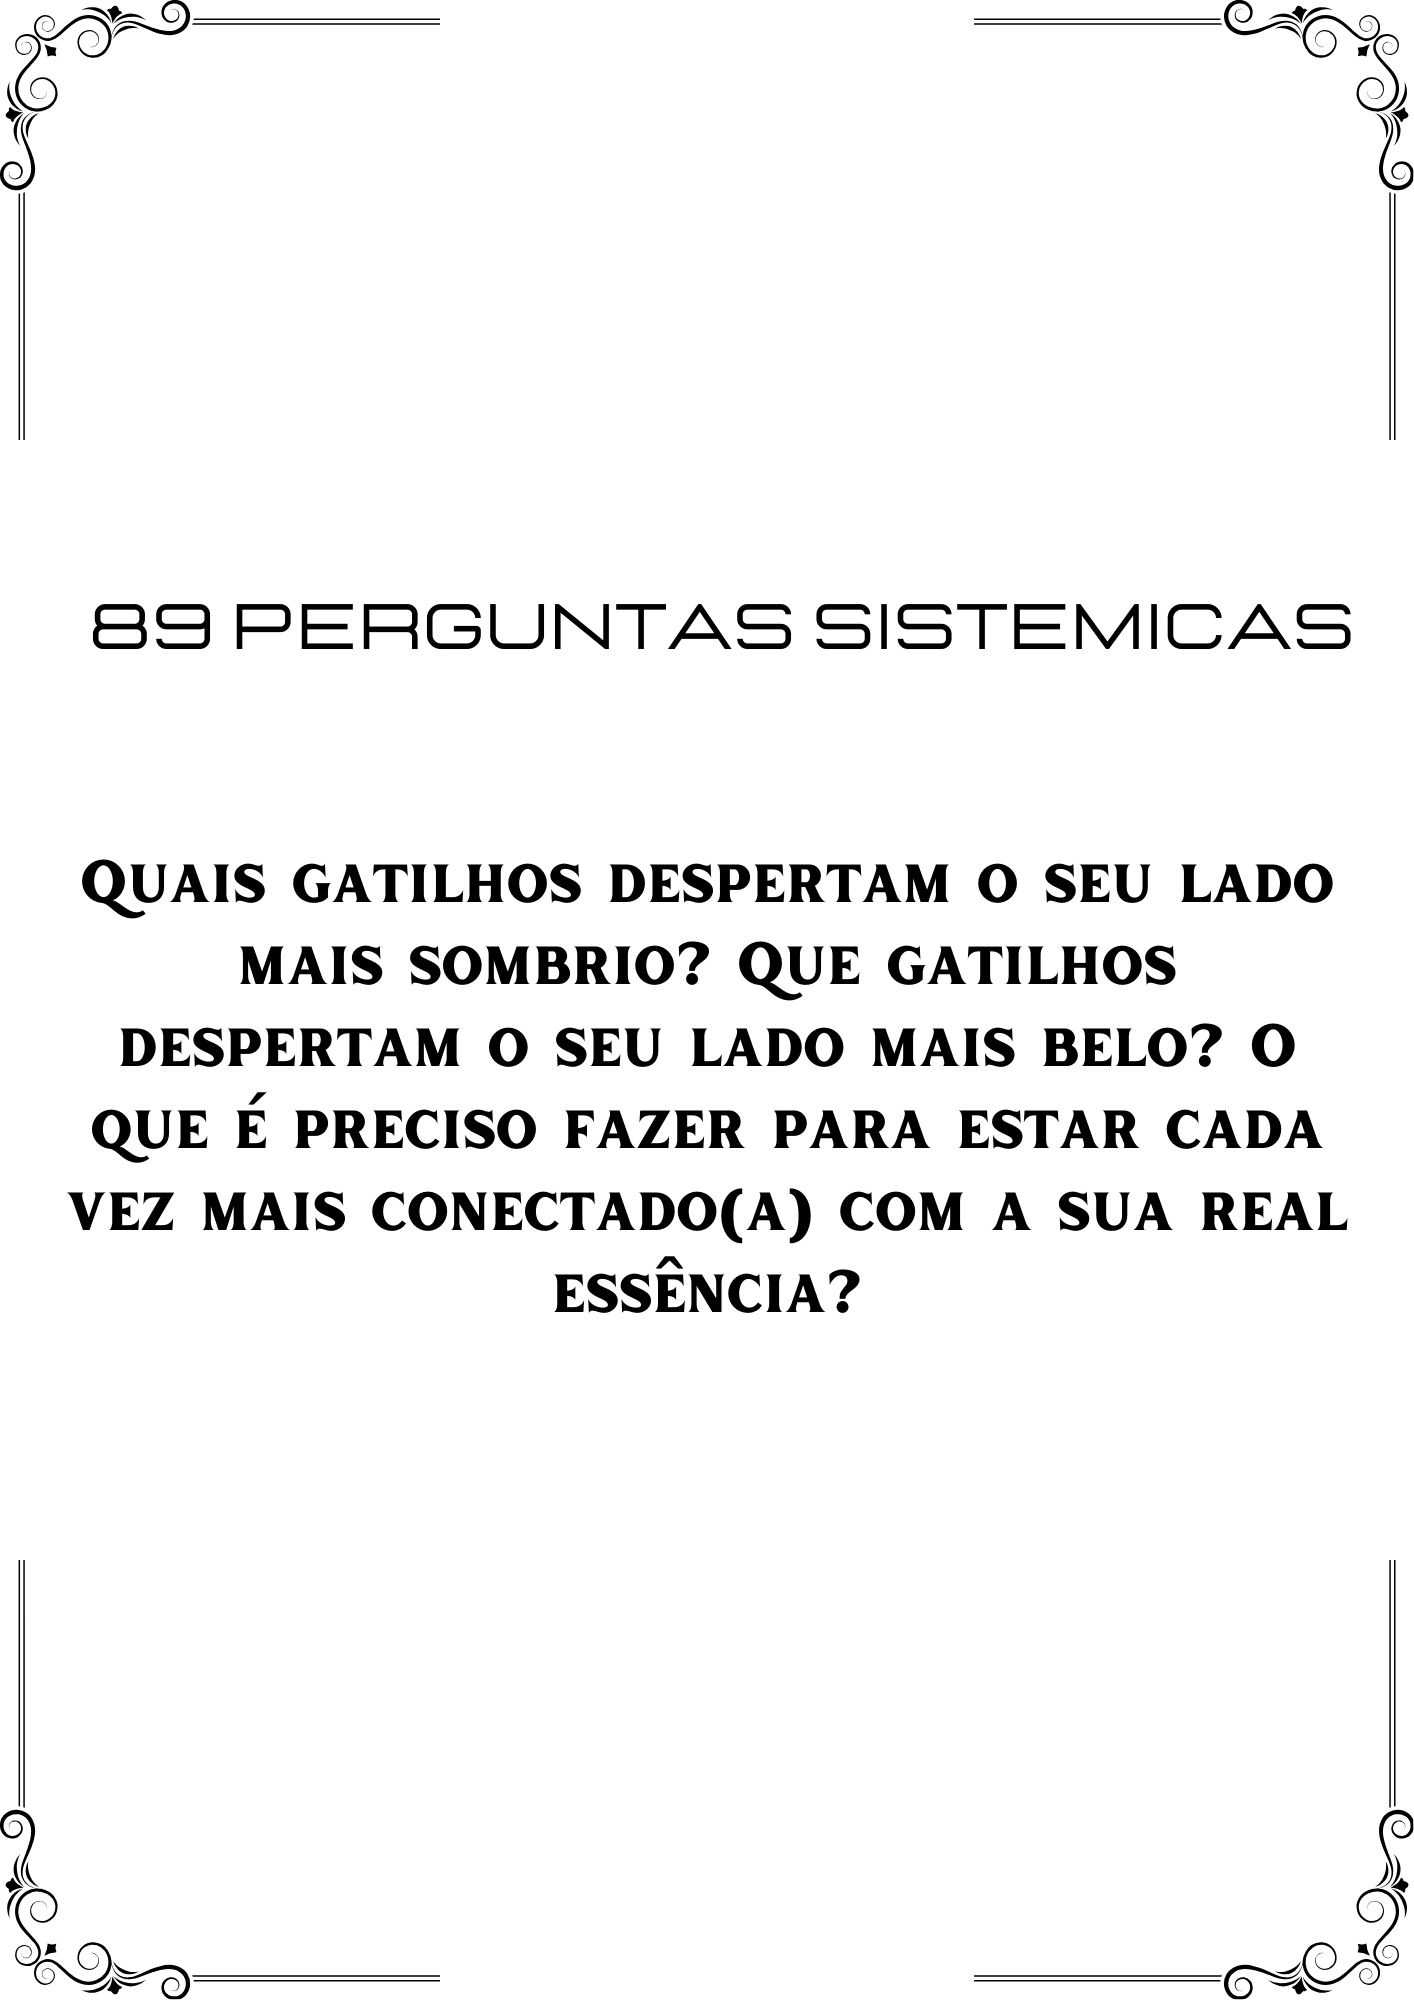 89 PERGUNTAS SISTEMICAS
Quais gatilhos despertam o seu lado
mais sombrio? Que gatilhos
despertam o seu lado mais belo? O
que é preciso fazer para estar cada
vez mais conectado(a) com a sua real
essência?